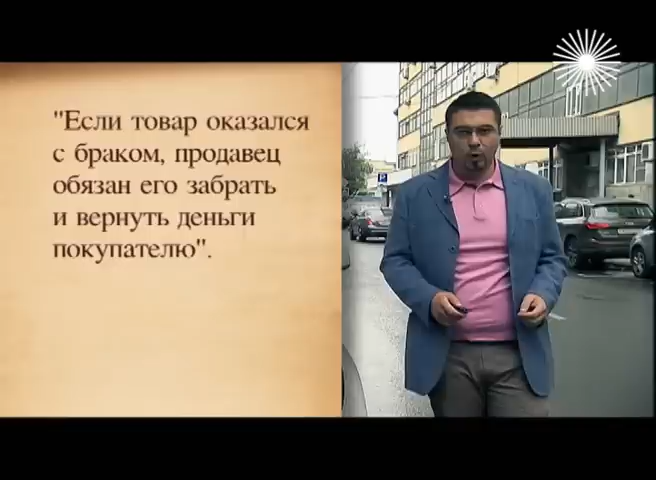 "Если товар оказался
с браком, продавец
обязан его забрать
и вернуть деньги
покупателю".